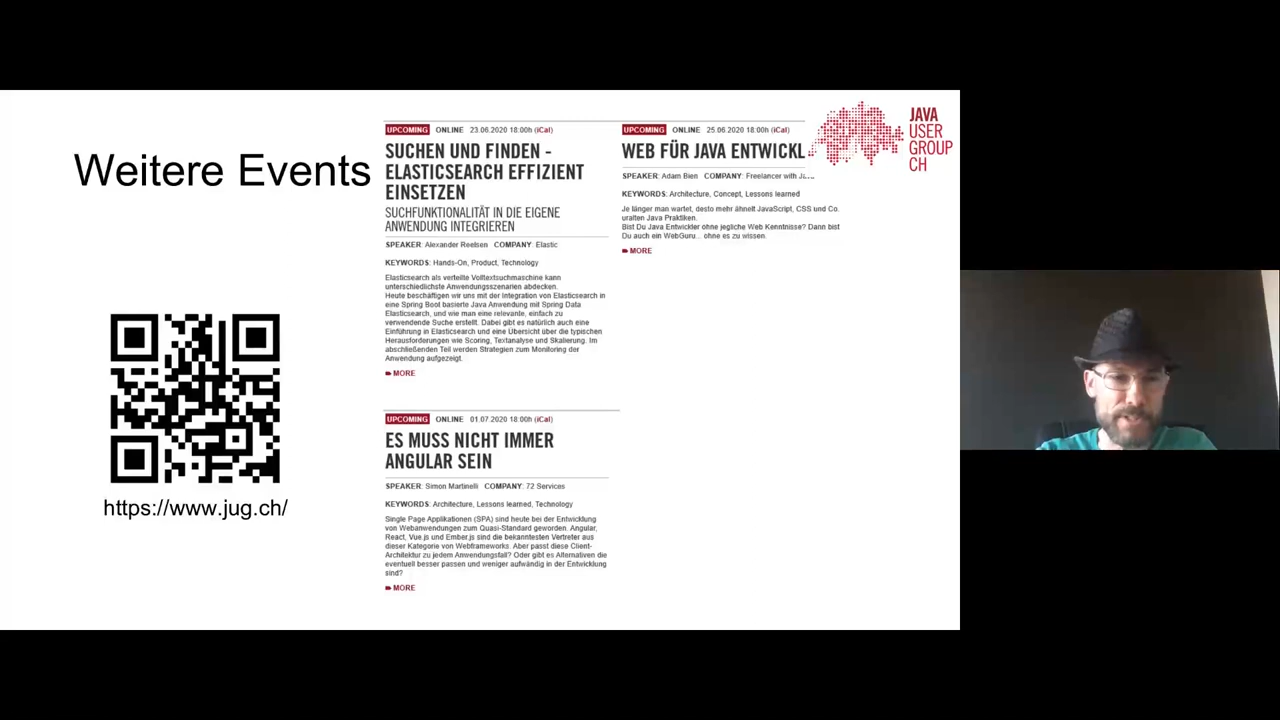 Weitere Events
https://www.jug.ch/
UPCOMING ONLINE 23.06.2020 18:00h (iCal)
SUCHEN UND FINDEN -
ELASTICSEARCH EFFIZIENT
EINSETZEN
SUCHFUNKTIONALITÄT IN DIE EIGENE
ANWENDUNG INTEGRIEREN
SPEAKER: Alexander Reelsen COMPANY: Elastic
KEYWORDS: Hands-On, Product, Technology
Elasticsearch als verteilte Volltextsuchmaschine kann
unterschiedlichste Anwendungsszenarien abdecken.
Heute beschäftigen wir uns mit der Integration von Elasticsearch in
eine Spring Boot basierte Java Anwendung mit Spring Data
Elasticsearch, und wie man eine relevante, einfach zu
verwendende Suche erstellt. Dabei gibt es natürlich auch eine
Einführung in Elasticsearch und eine Übersicht über die typischen
Herausforderungen wie Scoring, Textanalyse und Skalierung. Im
abschließenden Teil werden Strategien zum Monitoring der
Anwendung aufgezeigt.
MORE
UPCOMING ONLINE 25.06.2020 18:00h (iCal)
WEB FÜR JAVA ENTWICKL
SPEAKER: Adam Bien COMPANY: Freelancer with
KEYWORDS: Architecture, Concept, Lessons learned
Je länger man wartet, desto mehr ähnelt JavaScript, CSS und Co.
uralten Java Praktiken.
Bist Du Java Entwickler ohne jegliche Web Kenntnisse? Dann bist
Du auch ein WebGuru... ohne es zu wissen.
MORE
JAVA
USER
GROUP
CH
UPCOMING ONLINE 01.07.2020 18:00h (iCal)
ES MUSS NICHT IMMER
ANGULAR SEIN
SPEAKER: Simon Martinelli COMPANY: 72 Services
KEYWORDS: Architecture, Lessons learned, Technology
Single Page Applikationen (SPA) sind heute bei der Entwicklung
von Webanwendungen zum Quasi-Standard geworden. Angular,
React, Vue.js und Ember.js sind die bekanntesten Vertreter aus
dieser Kategorie von Webframeworks. Aber passt diese Client-
Architektur zu jedem Anwendungsfall? Oder gibt es Alternativen die
eventuell besser passen und weniger aufwändig in der Entwicklung
sind?
MORE